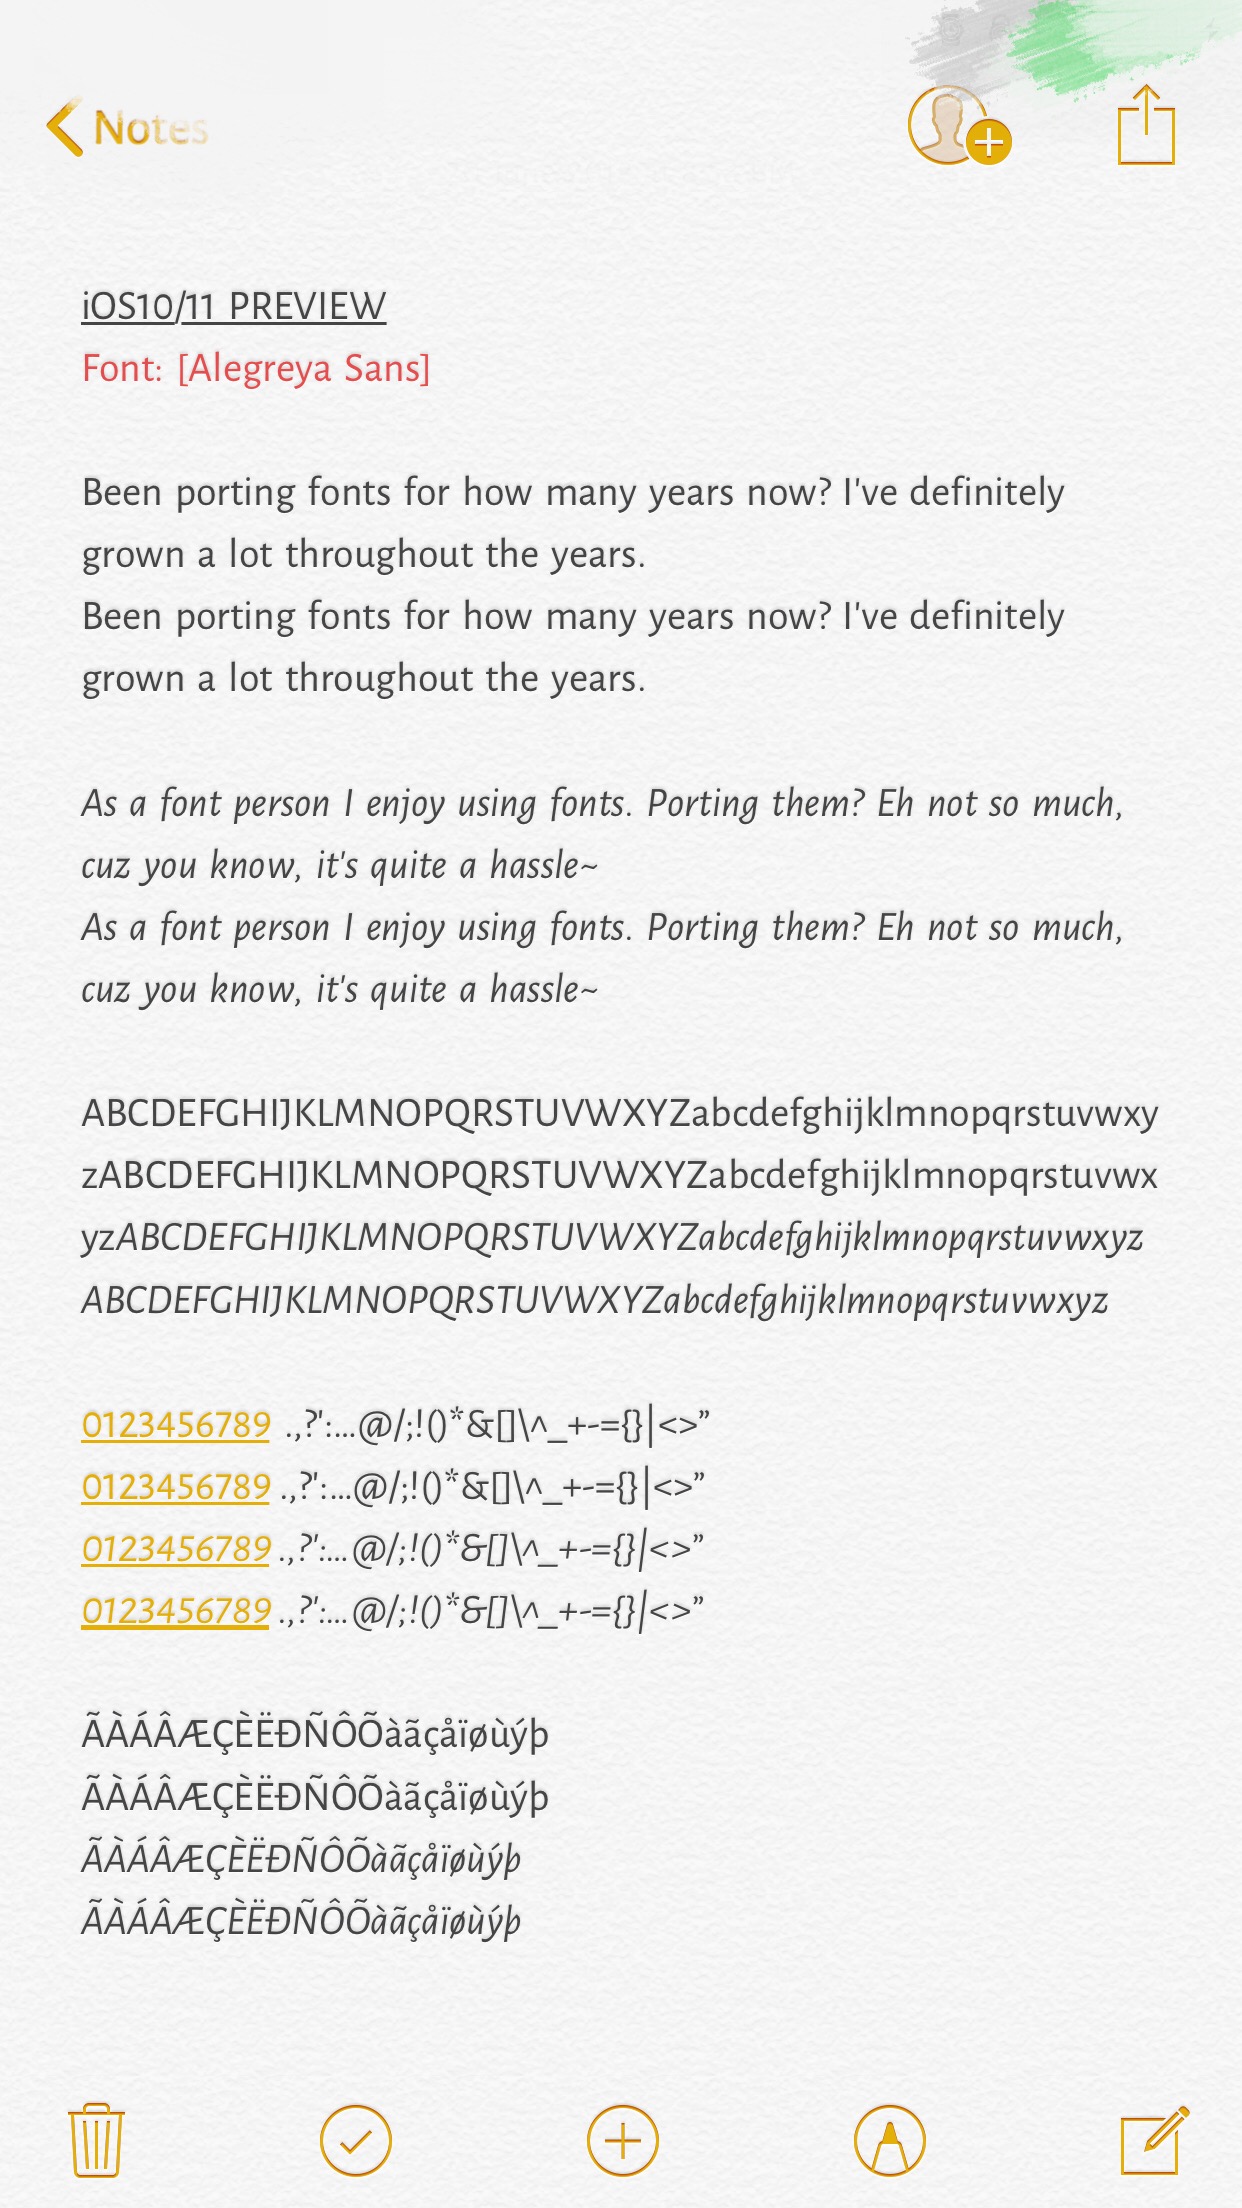 Notes
iOS10/11 PREVIEW
Font: [Alegreya Sans]
Been porting fonts for how many years now? I've definitely
grown a lot throughout the years.
Been porting fonts for how many years now? I've definitely
grown a lot throughout the years.
As a font person I enjoy using fonts. Porting them? Eh not so much,
cuz you know, it's quite a hassle~
As a font person I enjoy using fonts. Porting them? Eh not so much,
cuz you know, it's quite a hassle~
ABCDEFGHIJKLMNOPQRSTUVWXYZabcdefghijklmnopqrstuvwxy
zABCDEFGHIJKLMNOPQRSTUVWXYZabcdefghijklmnopqrstuvwx
yzABCDEFGHIJKLMNOPQRSTUVWXYZabcdefghijklmnopqrstuvwxyz
ABCDEFGHIJKLMNOPQRSTUVWXYZabcdefghijklmnopqrstuvwxyz
0123456789 .,?':...@/;!()*&[]\^_+-={}|<>”
0123456789 .,?':...@/;!()*&[]\^_+-={}|<>”
0123456789 .,?':...@/;!()*&[]\^_+-={}|<>”
0123456789 .,?':...@/;!()*&[]\^_+-={}|<>”
ÃÀÁÂÆÇÈËÐÑÔÕàãçåïøùýþ
ÃÀÁÂÆÇÈËÐÑÔÕàãçåïøùýþ
ÃÀÁÂÆÇÈËÐÑÔÕàãçåïøùýþ
ÃÀÁÂÆÇÈËÐÑÔÕàãçåïøùýþ